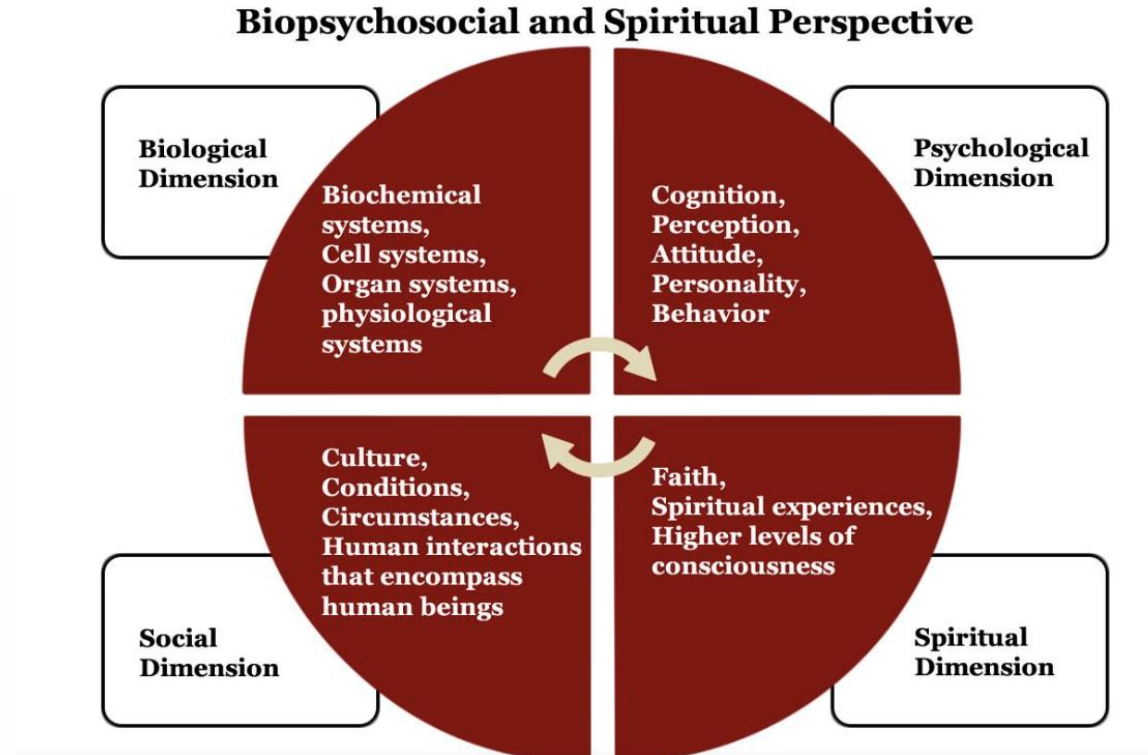 Biopsychosocial and Spiritual Perspective
Biological
Dimension
Biochemical
systems,
Cell systems,
Organ systems,
physiological
systems
Psychological
Dimension
Cognition,
Perception,
Attitude,
Personality,
Behavior
Social
Dimension
Culture,
Conditions,
Circumstances,
Human interactions
that encompass
human beings
Spiritual
Dimension
Faith,
Spiritual experiences,
Higher levels of
consciousness